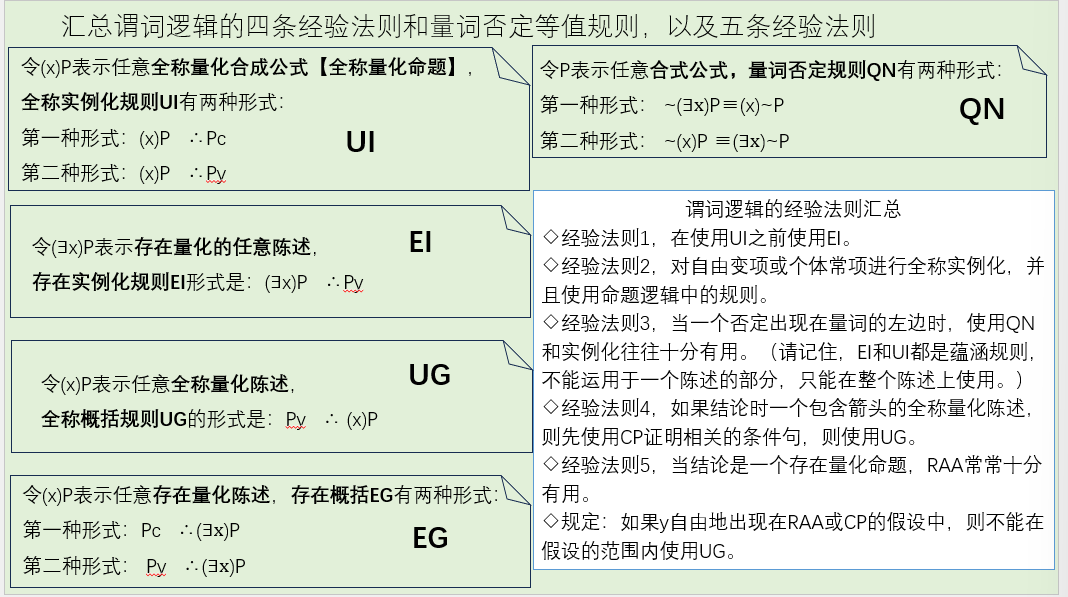 汇总谓词逻辑的四条经验法则和量词否定等值规则，以及五条经验法则
令(x)P表示任意全称量化合成公式【全称量化命题】，
全称实例化规则UI有两种形式：
第一种形式：(x)P ∴Pc
UI
第二种形式：(x)P ∴Py
令(∃x)P表示存在量化的任意陈述，
EI
存在实例化规则EI形式是：(∃x)P ∴Py
令(x)P表示任意全称量化陈述，
UG
全称概括规则UG的形式是：Py ∴ (x)P
令(x)P表示任意存在量化陈述，存在概括EG有两种形式：
第一种形式：Pc ∴(∃x)P
EG
第二种形式： Py ∴(∃x)P
令P表示任意合式公式，量词否定规则QN有两种形式：
第一种形式： ~(∃x)P≡(x)~P
QN
第二种形式： ~(x)P ≡(∃x)~P
谓词逻辑的经验法则汇总
◇经验法则1，在使用UI之前使用EI。
◇经验法则2，对自由变项或个体常项进行全称实例化，并
且使用命题逻辑中的规则。
◇经验法则3，当一个否定出现在量词的左边时，使用QN
和实例化往往十分有用。（请记住，EI和UI都是蕴涵规则，
不能运用于一个陈述的部分，只能在整个陈述上使用。）
◇经验法则4，如果结论时一个包含箭头的全称量化陈述，
则先使用CP证明相关的条件句，则使用UG。
◇经验法则5，当结论是一个存在量化命题，RAA常常十分
有用。
◇规定：如果y自由地出现在RAA或CP的假设中，则不能在
假设的范围内使用UG。